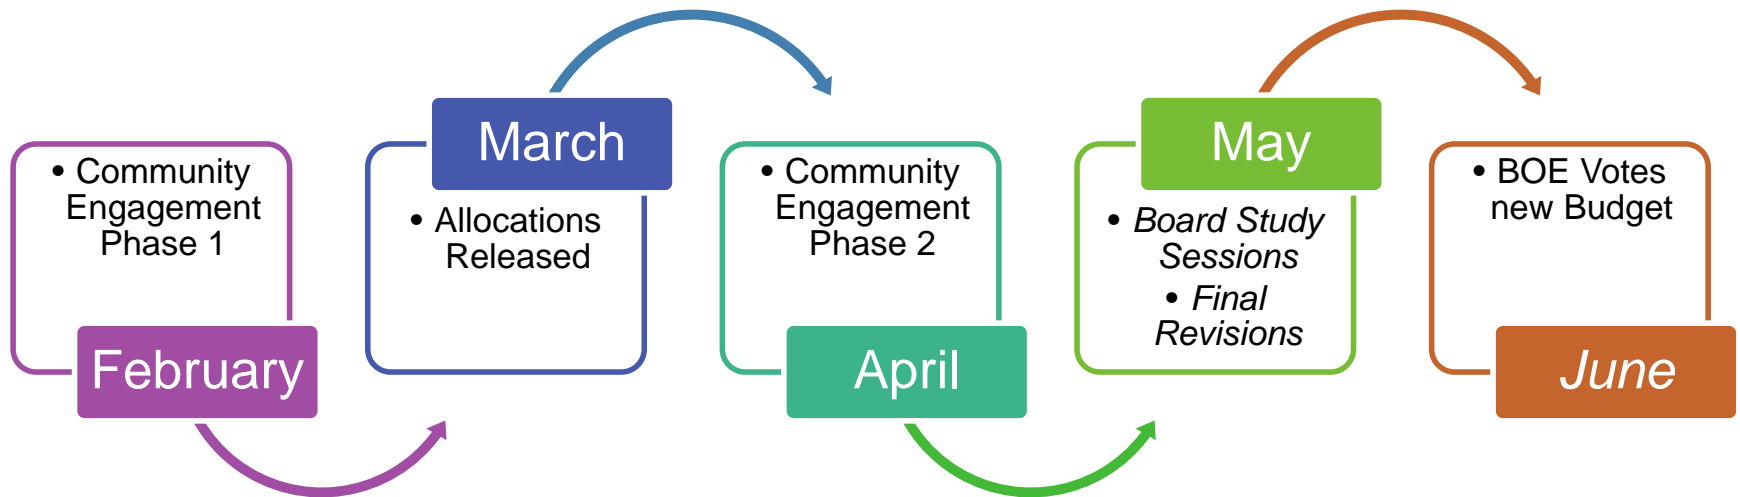 • Community
Engagement
Phase 1
February
March
• Allocations
Released
• Community
Engagement
Phase 2
April
May
• Board Study
Sessions
• Final
Revisions
• BOE Votes
new Budget
June